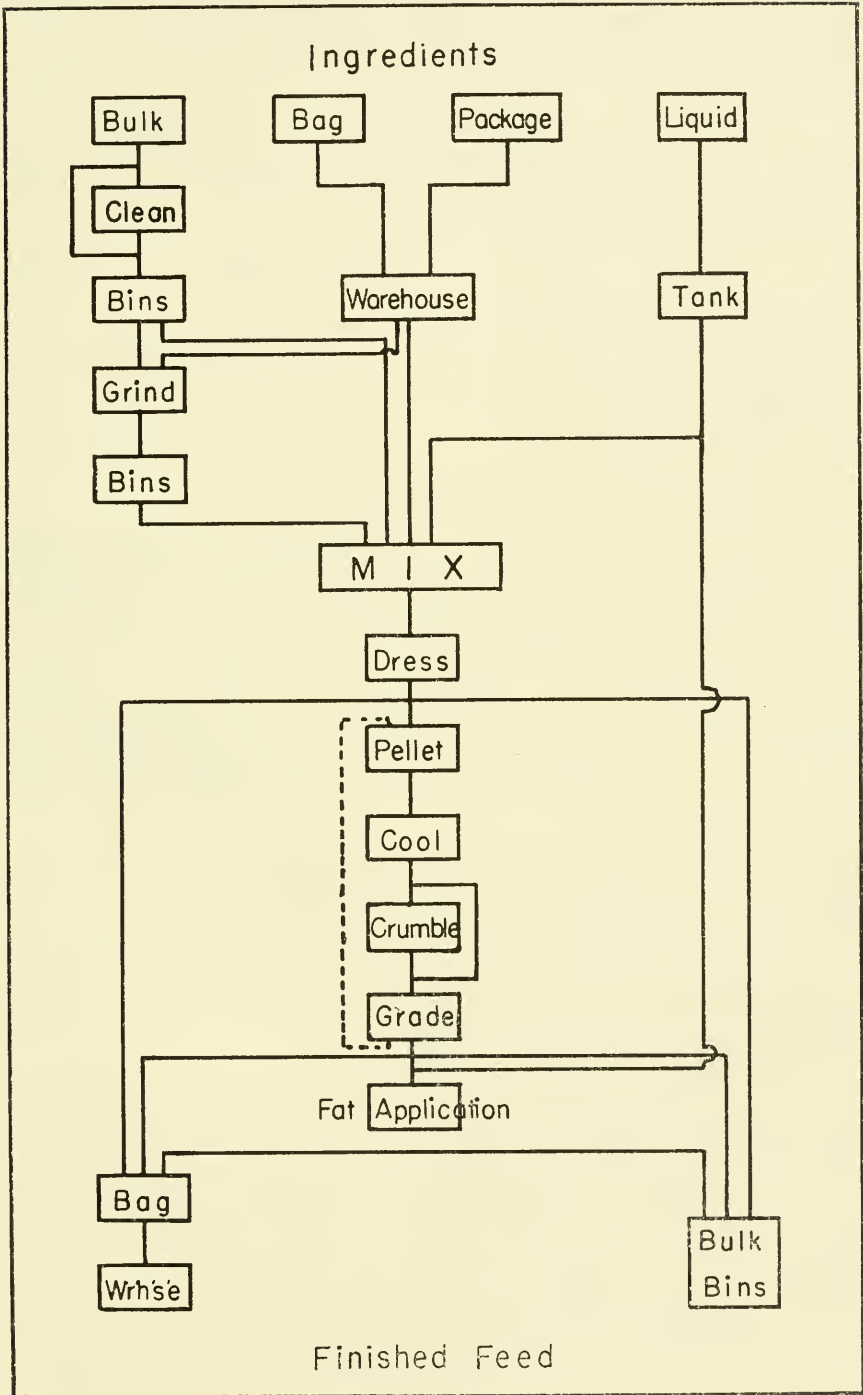 Ingredients
Bulk
Bag
Package
Liquid
Clean
Bins
Warehouse
Tank
Grind
Bins
MIX
Dress
Pellet
Cool
Crumble
Grade
Fat Application
Bag
Bulk
Bins
Wrh's'e
Finished Feed